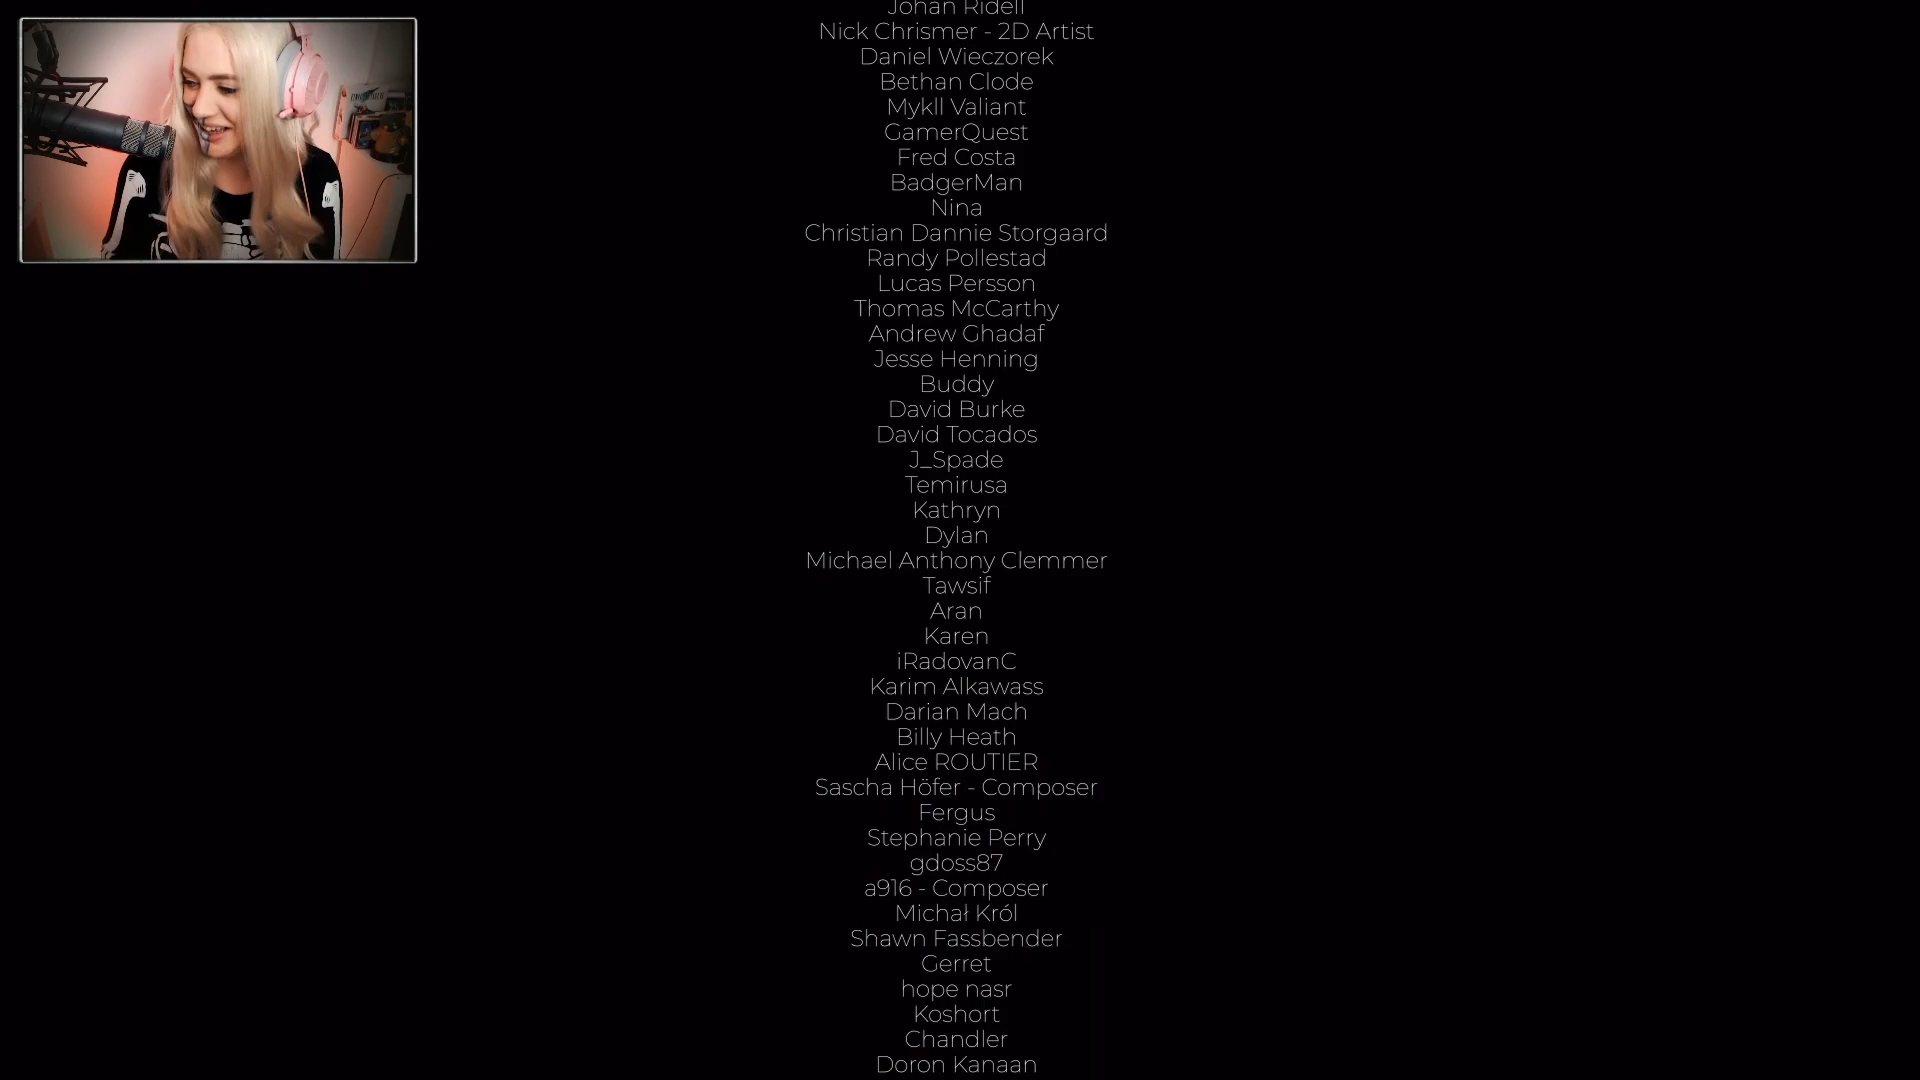 Johan Ridell
Nick Chrismer - 2D Artist
Daniel Wieczorek
Bethan Clode
Mykll Valiant
GamerQuest
Fred Costa
BadgerMan
Nina
Christian Dannie Storgaard
Randy Pollestad
Lucas Persson
Thomas McCarthy
Andrew Ghadaf
Jesse Henning
Buddy
David Burke
David Tocados
J_Spade
Temirusa
Kathryn
Dylan
Michael Anthony Clemmer
Tawsif
Aran
Karen
iRadovanC
Karim Alkawass
Darian Mach
Billy Heath
Alice ROUTIER
Sascha Höfer - Composer
Fergus
Stephanie Perry
gdoss87
a916 - Composer
Michał Król
Shawn Fassbender
Gerret
hope nasr
Koshort
Chandler
Doron Kanaan